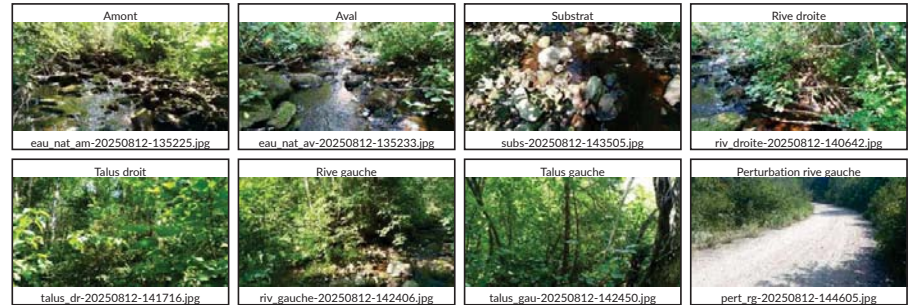 Amont
eau_nat_am-20250812-135225.jpg
Aval
eau_nat_av-20250812-135233.jpg
Substrat
subs-20250812-143505.jpg
Rive droite
riv_droite-20250812-140642.jpg
Talus droit
talus_dr-20250812-141716.jpg
Rive gauche
riv_gauche-20250812-142406.jpg
Talus gauche
talus_gau-20250812-142450.jpg
Perturbation rive gauche
pert_rg-20250812-144605.jpg